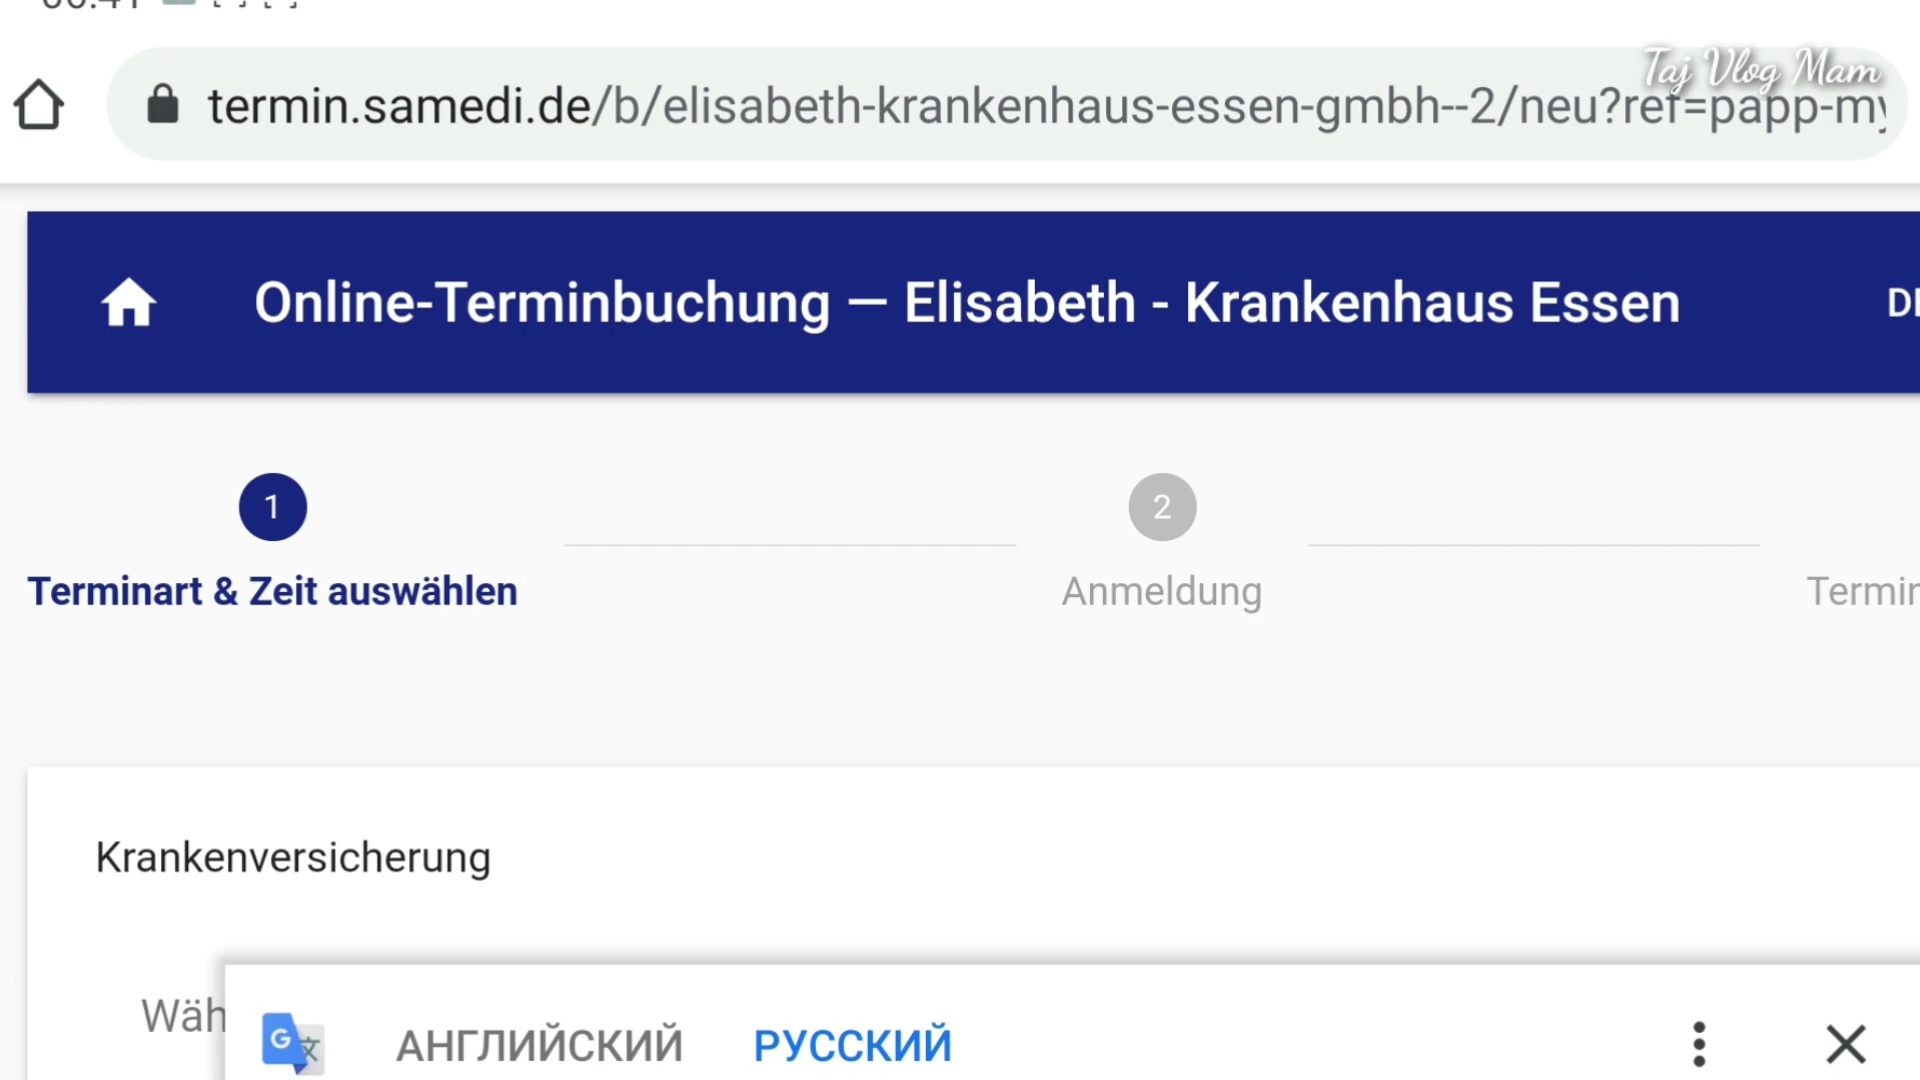 Taj Vlog Mam
termin.samedi.de/b/elisabeth-krankenhaus-essen-gmbh--2/neu?ref=papp-my
Online-Terminbuchung — Elisabeth - Krankenhaus Essen
1
2
Terminart & Zeit auswählen
Anmeldung
Krankenversicherung
АНГЛИЙСКИЙ
РУССКИЙ